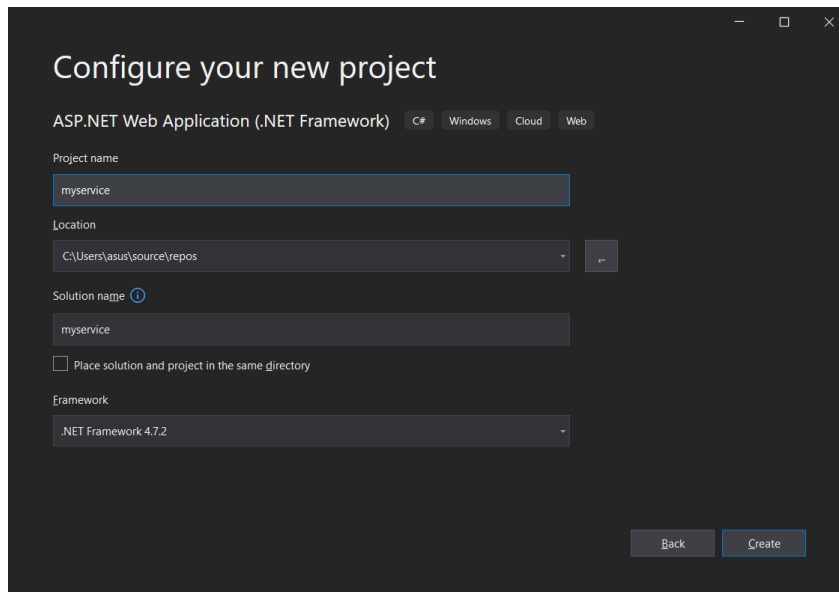 Configure your new project
ASP.NET Web Application (.NET Framework) C# Windows Cloud Web
Project name
myservice
Location
C:\Users\asus\source\repos
...
Solution name
myservice
Place solution and project in the same directory
Framework
.NET Framework 4.7.2
Back Create